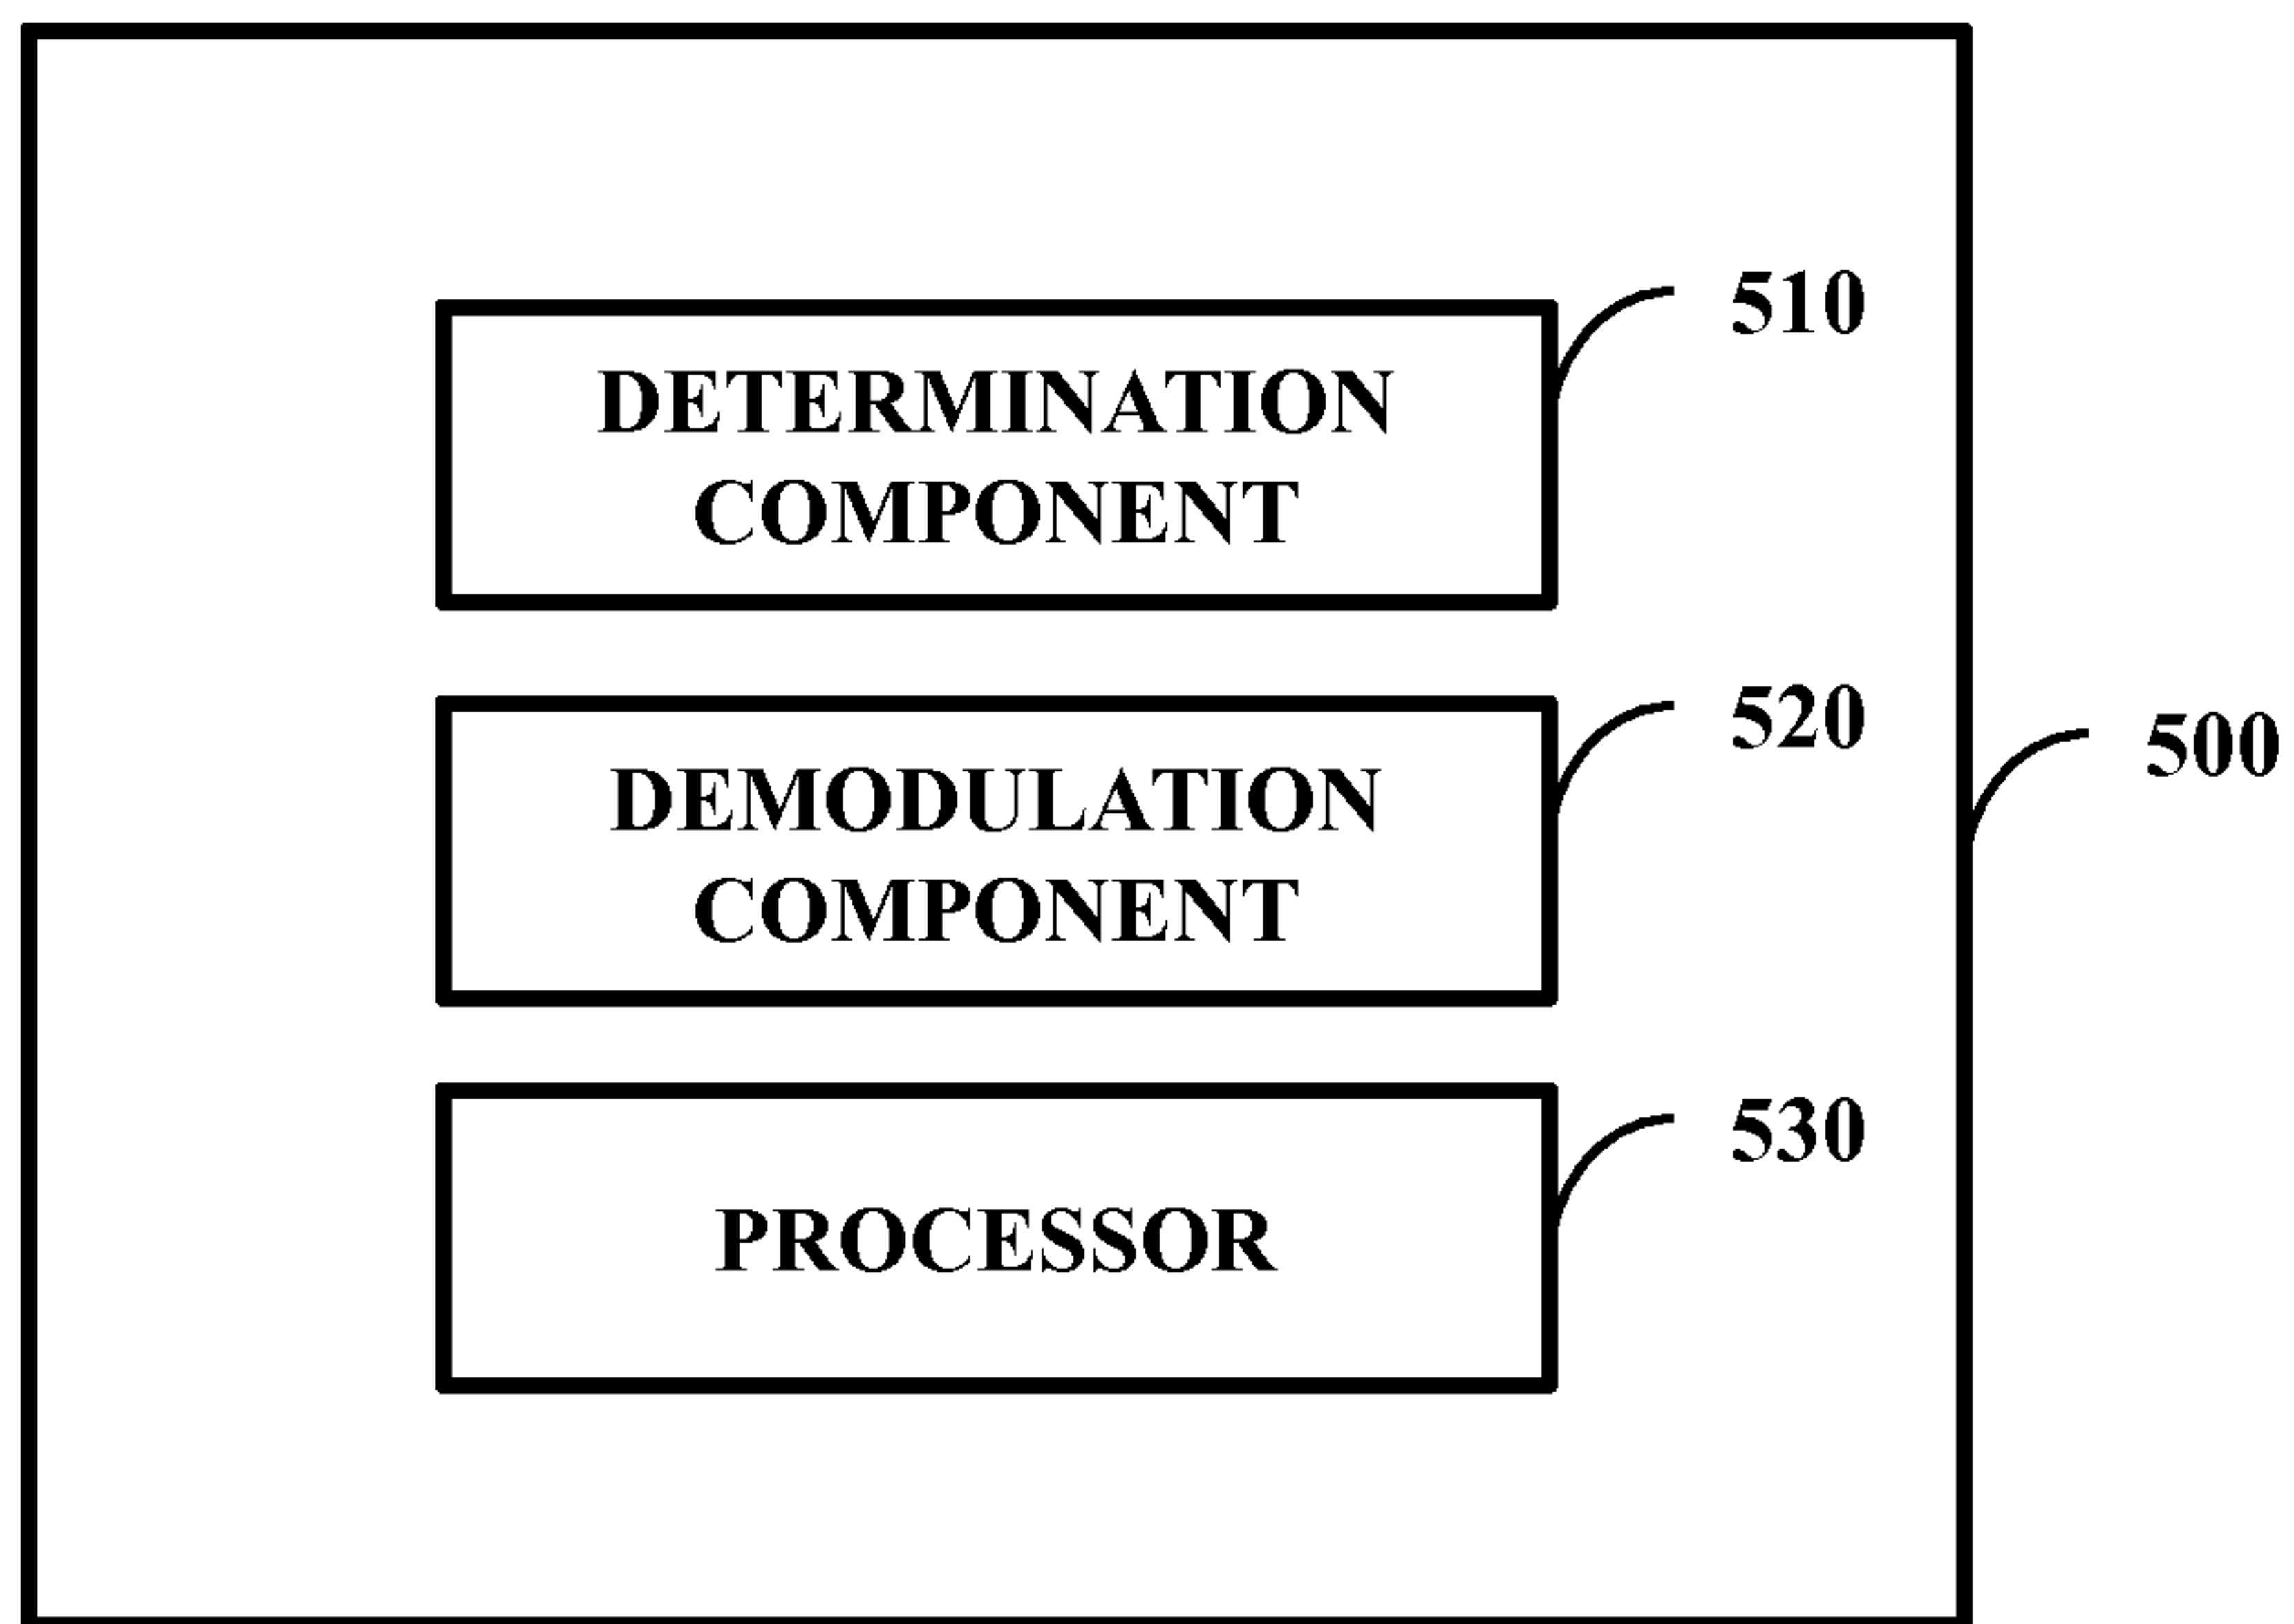 510
DETERMINATION
COMPONENT
520
500
DEMODULATION
COMPONENT
530
PROCESSOR